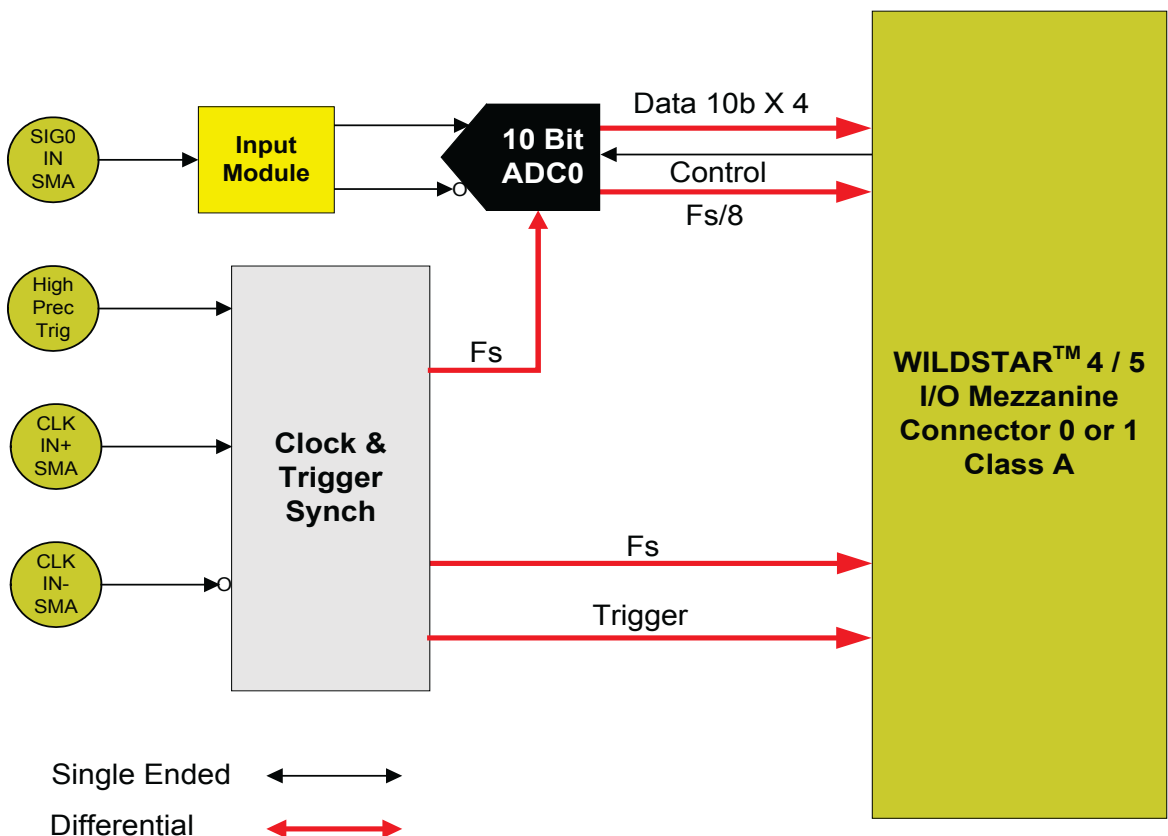 SIG0
IN
SMA
Input
Module
10 Bit
ADC0
Data 10b X 4
Control
Fs/8
High
Prec
Trig
CLK
IN+
SMA
CLK
IN-
SMA
Clock &
Trigger
Synch
Fs
Fs
Trigger
WILDSTAR™ 4 / 5
I/O Mezzanine
Connector 0 or 1
Class A
Single Ended
Differential